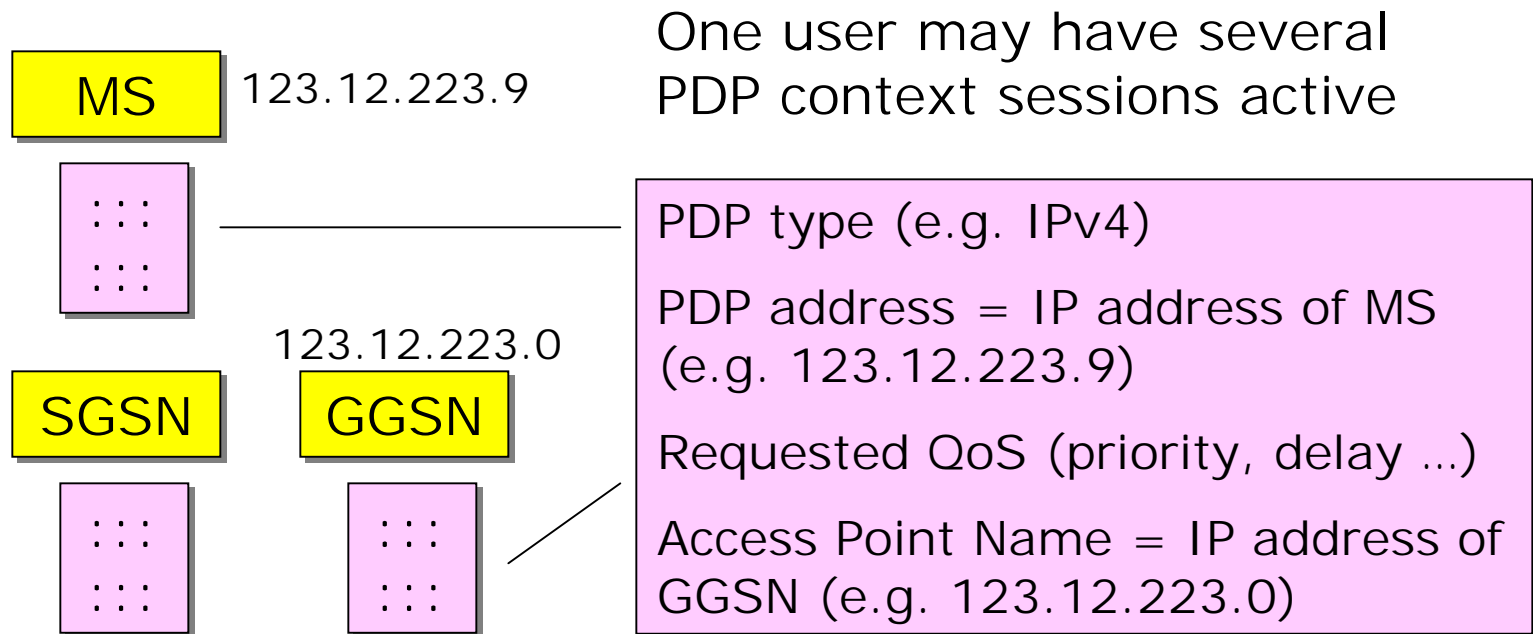 One user may have several
PDP context sessions active
MS
123.12.223.9
: : :
: : :
123.12.223.0
SGSN
GGSN
: : :
: : :
: : :
: : :
PDP type (e.g. IPv4)
PDP address = IP address of MS
(e.g. 123.12.223.9)
Requested QoS (priority, delay …)
Access Point Name = IP address of
GGSN (e.g. 123.12.223.0)